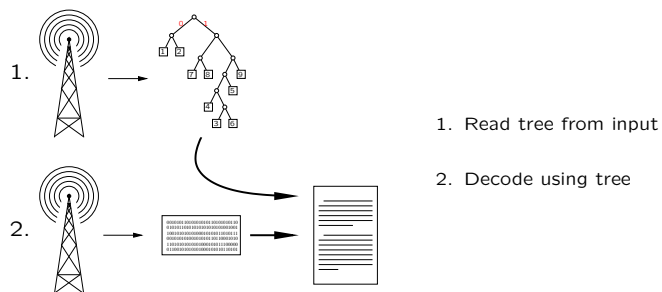 0 1
1 2
7 8 9
5
4
3 6
1.
1. Read tree from input
2. Decode using tree
2.